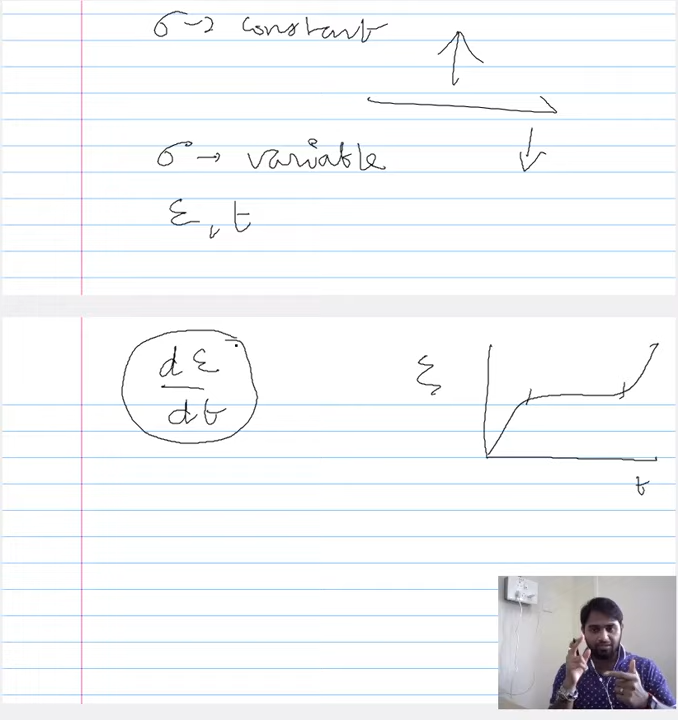 σ → constant
σ → variable
ε, t
dε
dt
ε
t